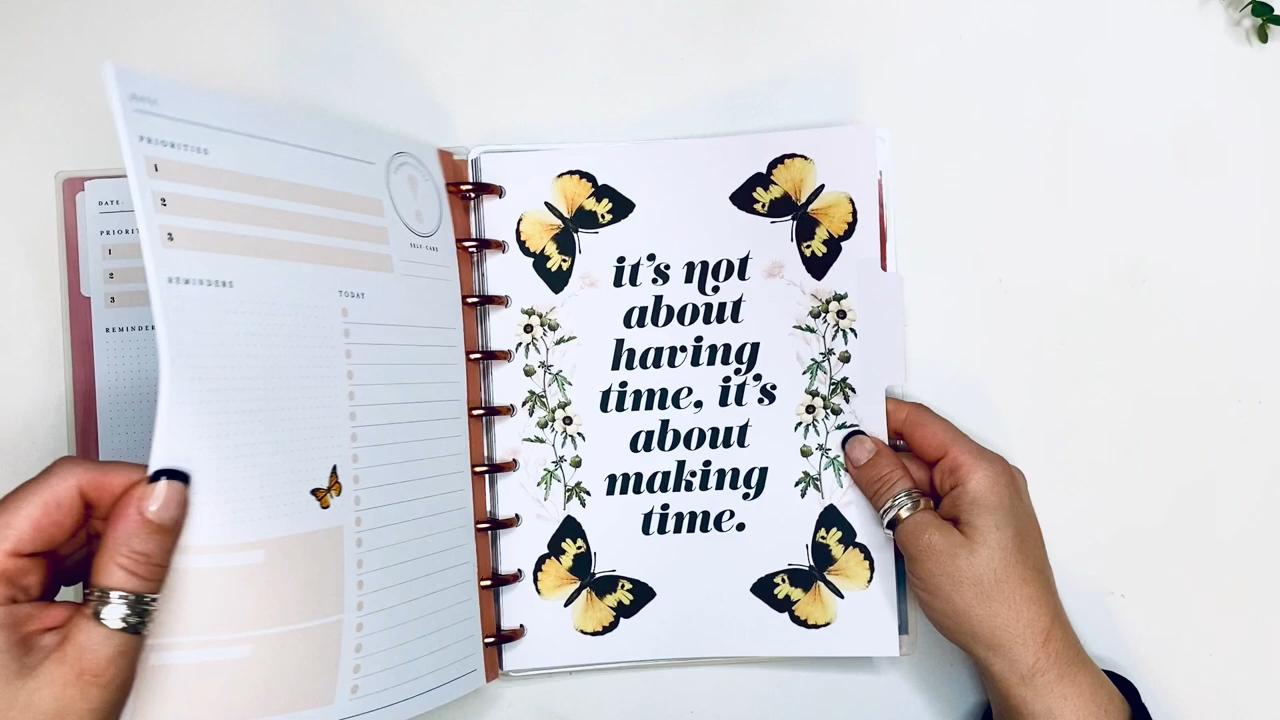 DATE:
PRIORIT
1
2
3
REMINDER
PRIORITIES
1
2
3
SELF-CARE
REMINDERS
TODAY
it's not
about
having
time, it's
about
making
time.